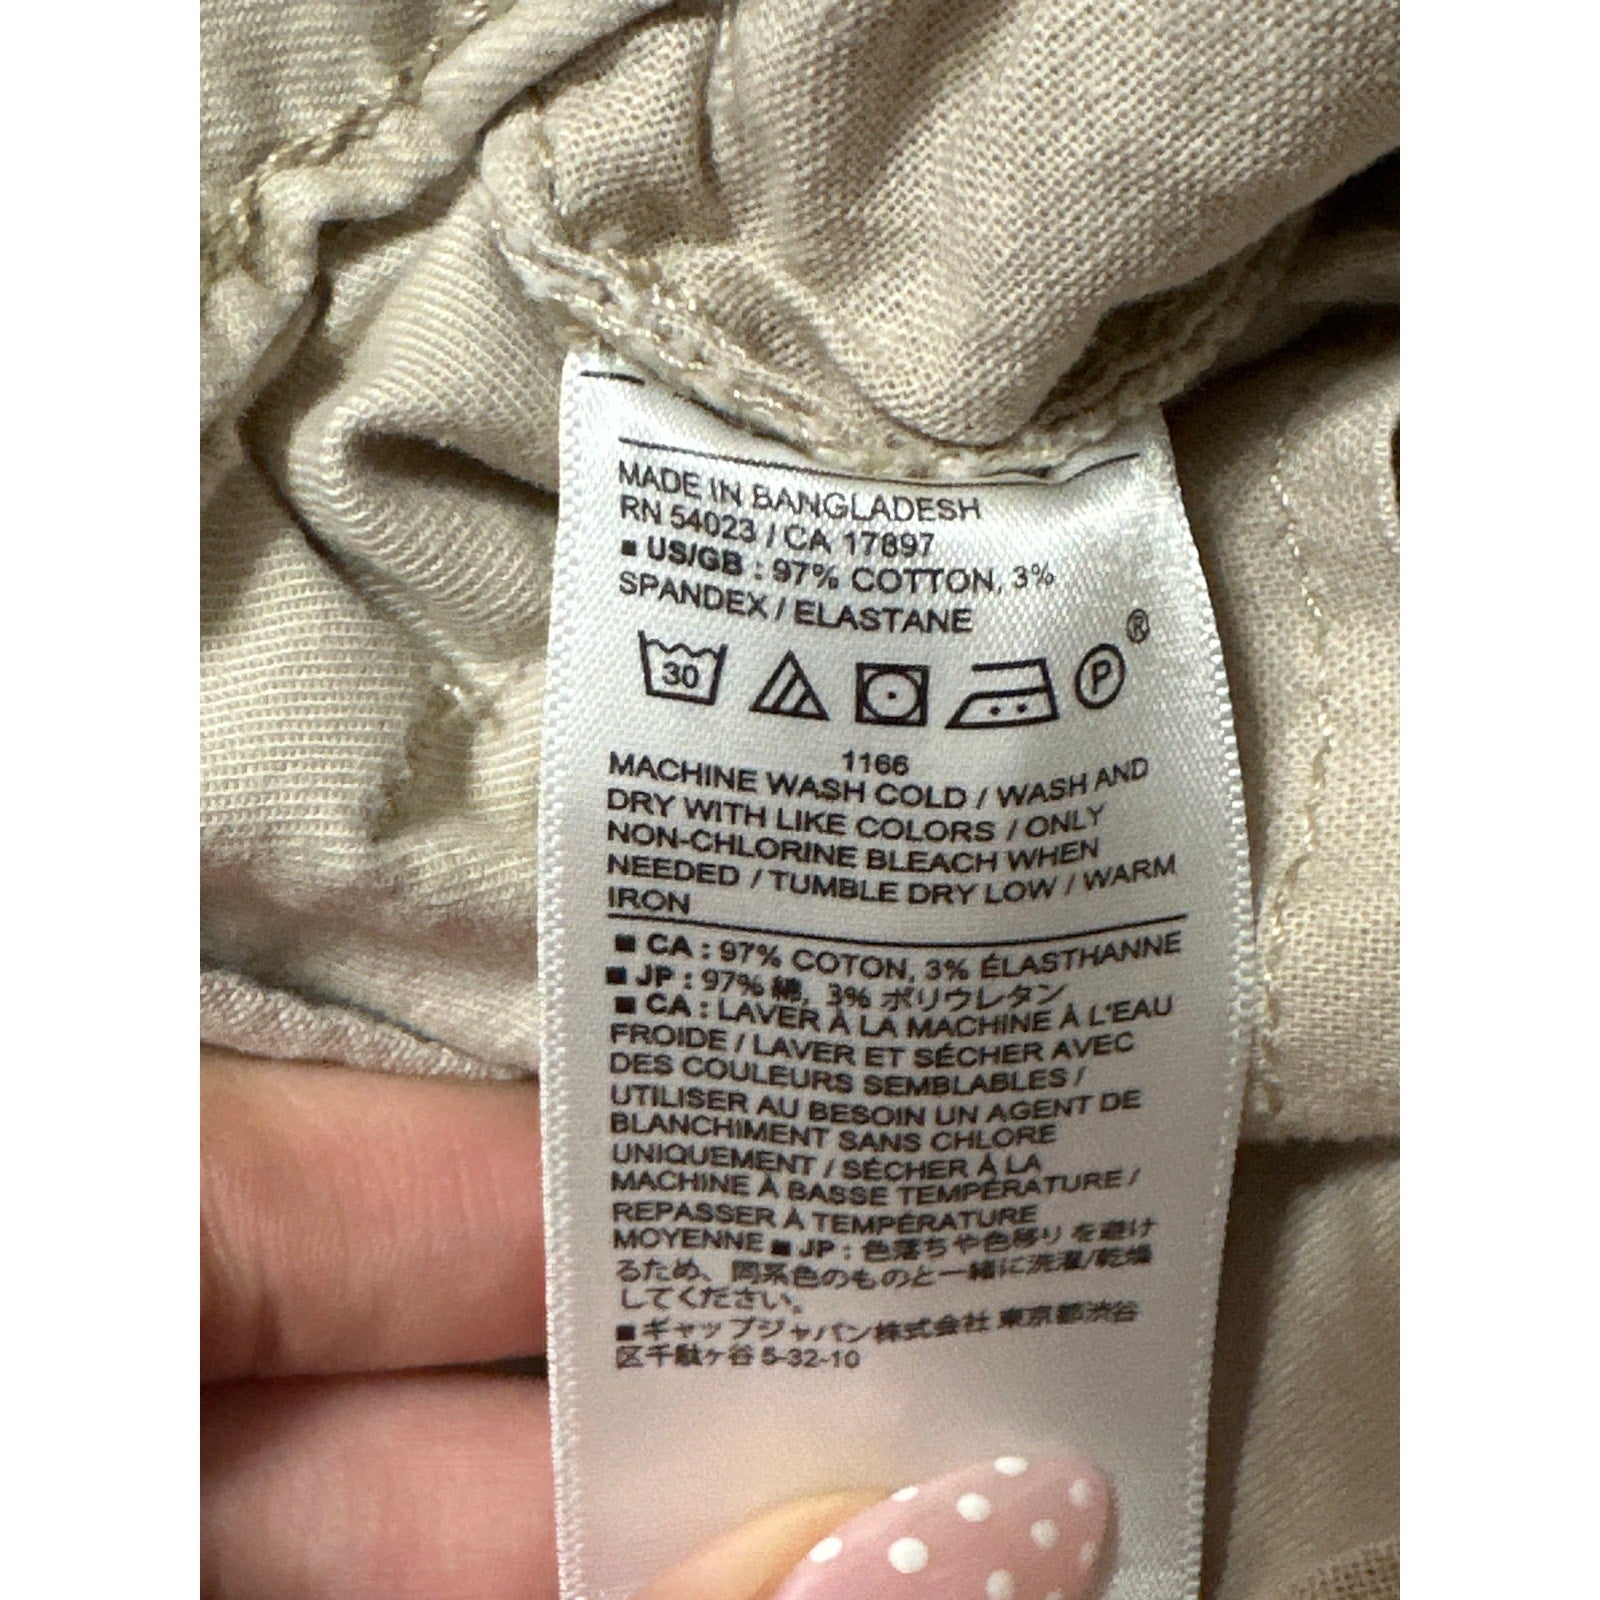 MADE IN BANGLADESH
RN 54023 / CA 17897
■ US/GB : 97% COTTON, 3%
SPANDEX / ELASTANE
30 P ®
1166
MACHINE WASH COLD / WASH AND
DRY WITH LIKE COLORS / ONLY
NON-CHLORINE BLEACH WHEN
NEEDED / TUMBLE DRY LOW / WARM
IRON
■ CA : 97% COTON, 3% ÉLASTHANNE
■ JP : 97% 綿, 3% ポリウレタン
■ CA : LAVER À LA MACHINE À L'EAU
FROIDE / LAVER ET SÉCHER AVEC
DES COULEURS SEMBLABLES /
UTILISER AU BESOIN UN AGENT DE
BLANCHIMENT SANS CHLORE
UNIQUEMENT / SÉCHER À LA
MACHINE À BASSE TEMPÉRATURE /
REPASSER À TEMPÉRATURE
MOYENNE ■ JP : 色落ちや色移りを避け
るため、同系色のものと一緒に洗濯/乾燥
してください。
■ ギャップジャパン株式会社 東京都渋谷
区千駄ヶ谷 5-32-10